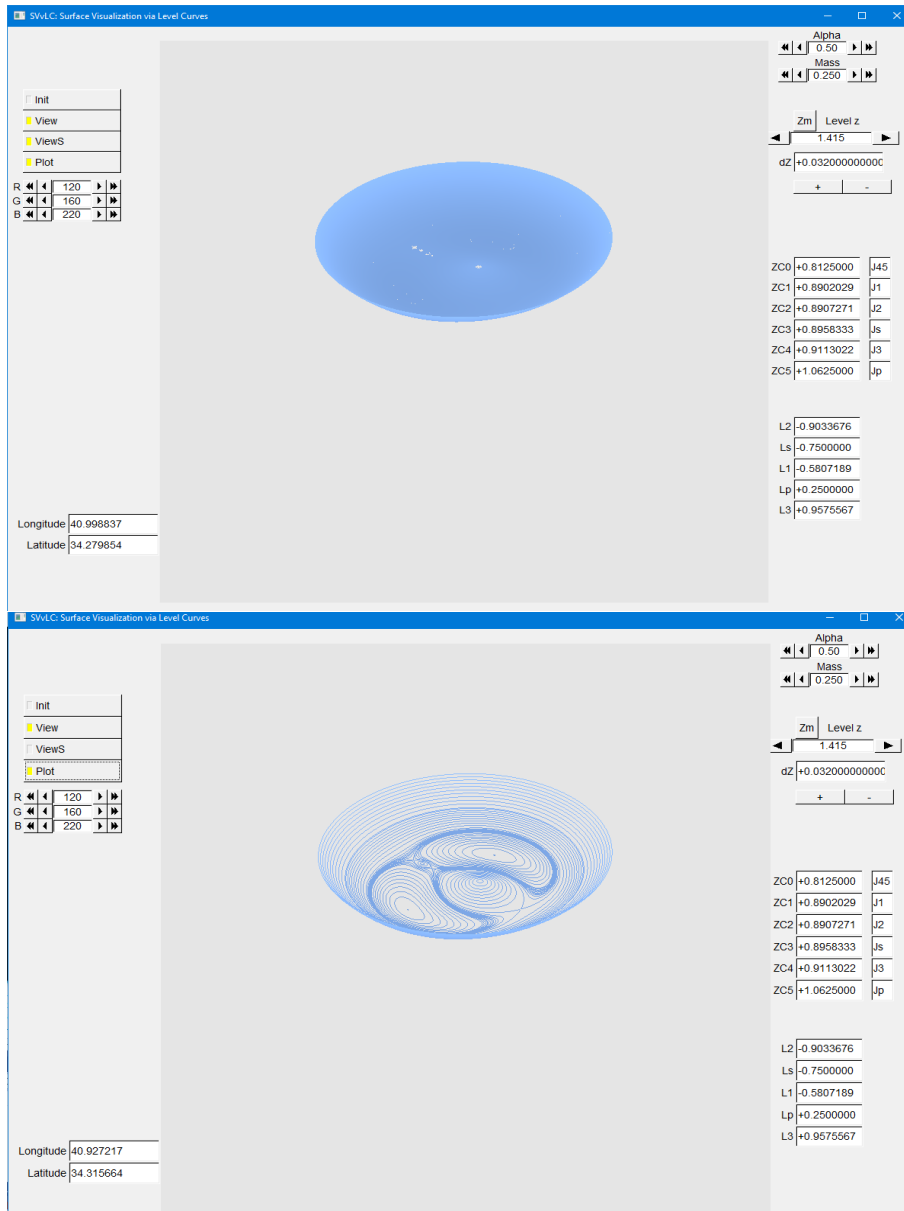 SVvLC: Surface Visualization via Level Curves
Alpha
0.50
Mass
0.250
Init
View
ViewS
Plot
R 120
G 160
B 220
Zm Level z
1.415
dZ +0.032000000000
+ -
ZC0 +0.8125000 J45
ZC1 +0.8902029 J1
ZC2 +0.8907271 J2
ZC3 +0.8958333 Js
ZC4 +0.9113022 J3
ZC5 +1.0625000 Jp
L2 -0.9033676
Ls -0.7500000
L1 -0.5807189
Lp +0.2500000
L3 +0.9575567
Longitude 40.998837
Latitude 34.279854
SVvLC: Surface Visualization via Level Curves
Alpha
0.50
Mass
0.250
Init
View
ViewS
Plot
R 120
G 160
B 220
Zm Level z
1.415
dZ +0.032000000000
+ -
ZC0 +0.8125000 J45
ZC1 +0.8902029 J1
ZC2 +0.8907271 J2
ZC3 +0.8958333 Js
ZC4 +0.9113022 J3
ZC5 +1.0625000 Jp
L2 -0.9033676
Ls -0.7500000
L1 -0.5807189
Lp +0.2500000
L3 +0.9575567
Longitude 40.927217
Latitude 34.315664